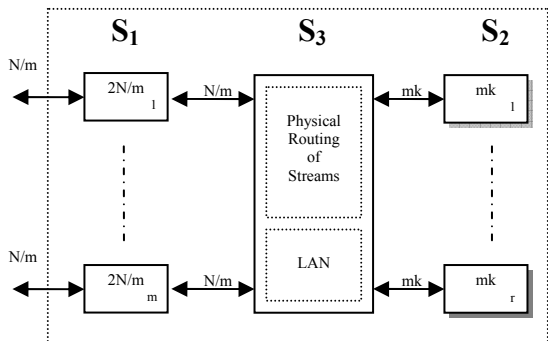 S1 S3 S2
N/m
2N/m 1
N/m
Physical
Routing
of
Streams
mk
mk 1
N/m
2N/m m
N/m
LAN
mk
mk r